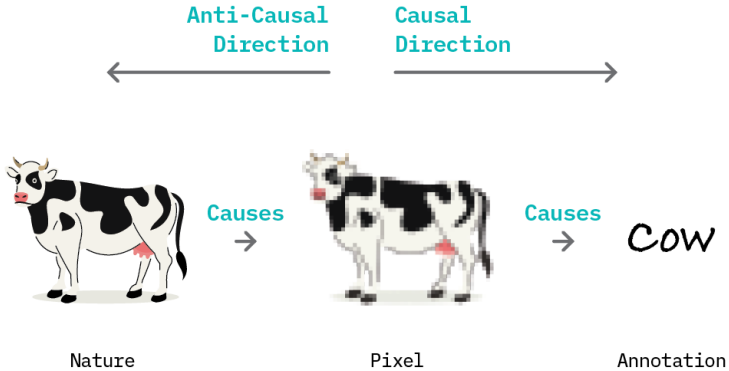 Anti-Causal
Direction
Causal
Direction
Causes
Causes
Cow
Nature
Pixel
Annotation